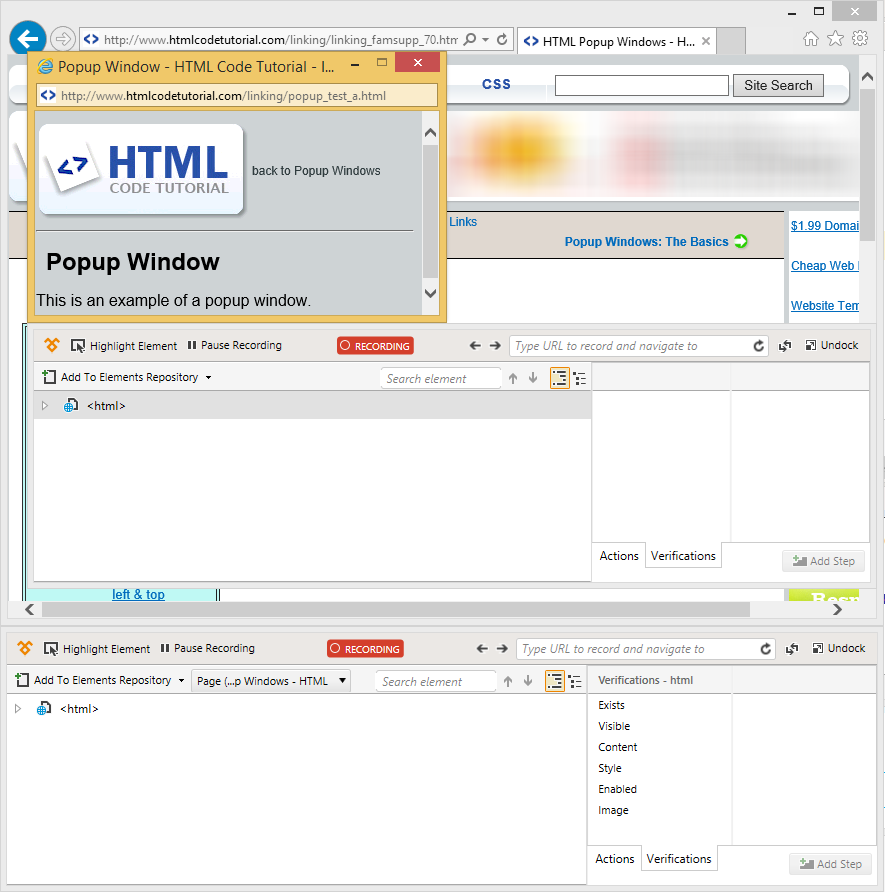 http://www.htmlcodetutorial.com/linking/linking_famsupp_70.htm
HTML Popup Windows - H...
Popup Window - HTML Code Tutorial - I...
http://www.htmlcodetutorial.com/linking/popup_test_a.html
CSS
Site Search
HTML
CODE TUTORIAL
back to Popup Windows
Links
Popup Windows: The Basics
$1.99 Domai
Cheap Web
Website Tem
Popup Window
This is an example of a popup window.
Highlight Element
Pause Recording
RECORDING
Type URL to record and navigate to
Undock
Add To Elements Repository
Search element
<html>
Actions
Verifications
Add Step
left & top
Highlight Element
Pause Recording
RECORDING
Type URL to record and navigate to
Undock
Add To Elements Repository
Page (...p Windows - HTML
Search element
Verifications - html
<html>
Exists
Visible
Content
Style
Enabled
Image
Actions
Verifications
Add Step